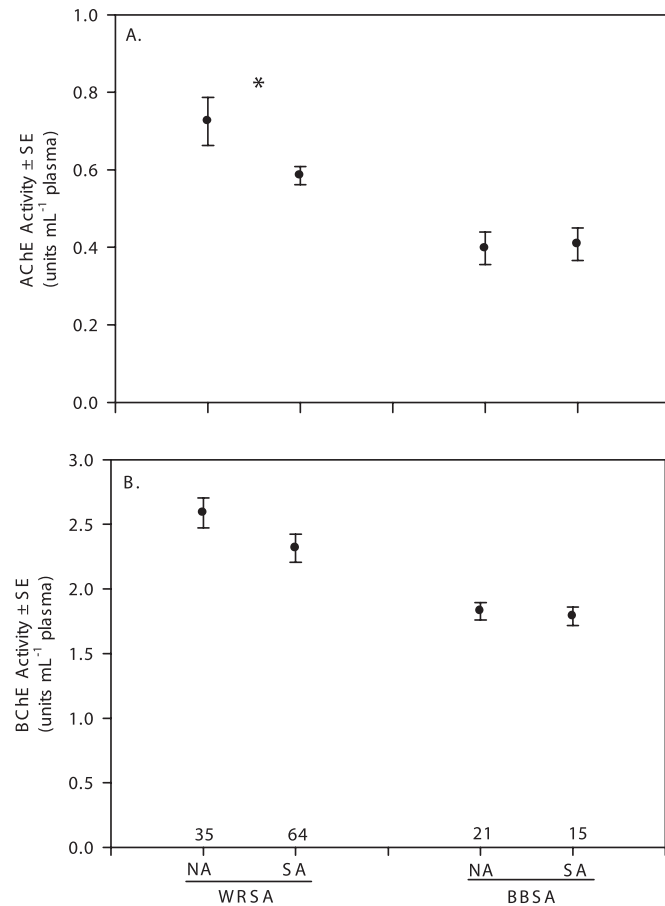 A.
*
1.0
0.8
0.6
0.4
0.2
0.0
AChE Activity ± SE
(units mL⁻¹ plasma)
B.
3.0
2.5
2.0
1.5
1.0
0.5
0.0
BChE Activity ± SE
(units mL⁻¹ plasma)
35 64 21 15
NA SA NA SA
WRSA BBSA